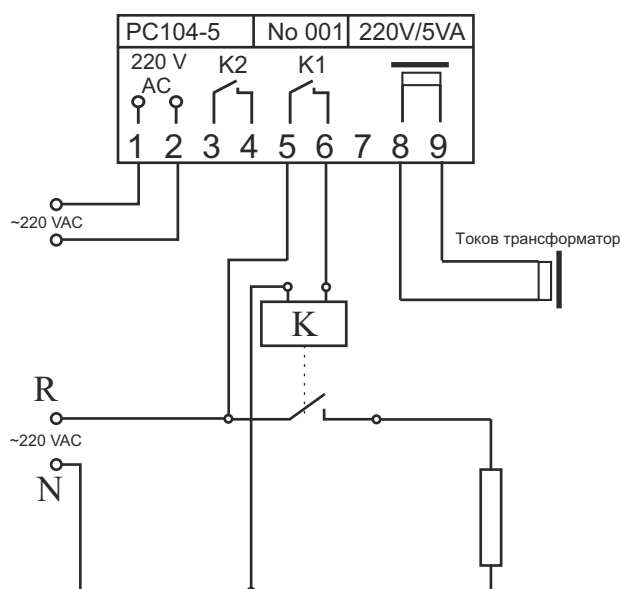 PC104-5 No 001 220V/5VA
220 V
AC
K2 K1
1 2 3 4 5 6 7 8 9
~220 VAC
Токов трансформатор
K
R
~220 VAC
N